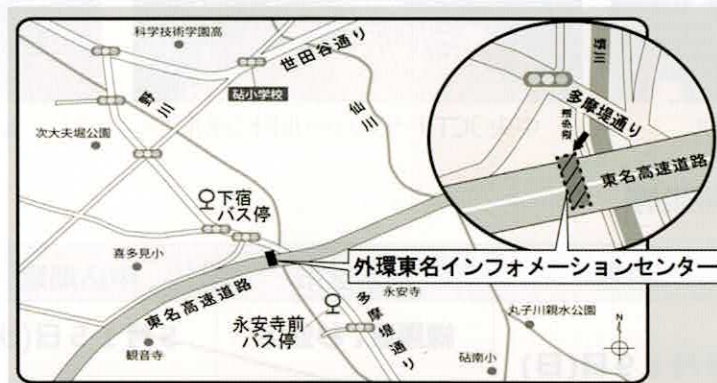 科学技術学園高
世田谷通り
砧小学校
野川
仙川
次大夫堀公園
下宿
バス停
喜多見小
東名高速道路
観音寺
永安寺前
バス停
永安寺
多摩堤通り
砧南小
丸子川親水公園
N
外環東名インフォメーションセンター
野川
多摩堤通り
遊歩道
東名高速道路